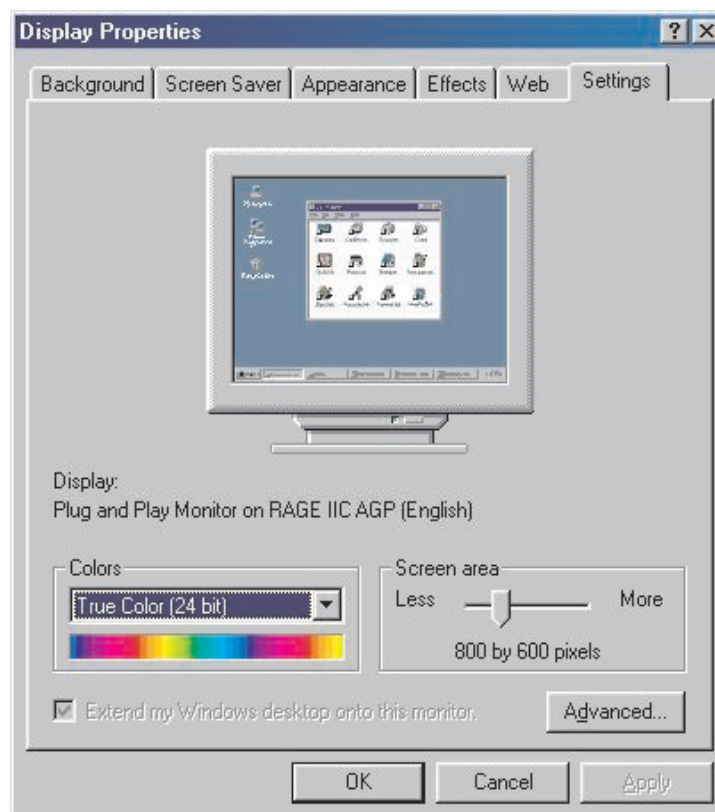 Display Properties
Background Screen Saver Appearance Effects Web Settings
Display:
Plug and Play Monitor on RAGE IIC AGP (English)
Colors
True Color (24 bit)
Screen area
Less More
800 by 600 pixels
Extend my Windows desktop onto this monitor.
Advanced...
OK Cancel Apply